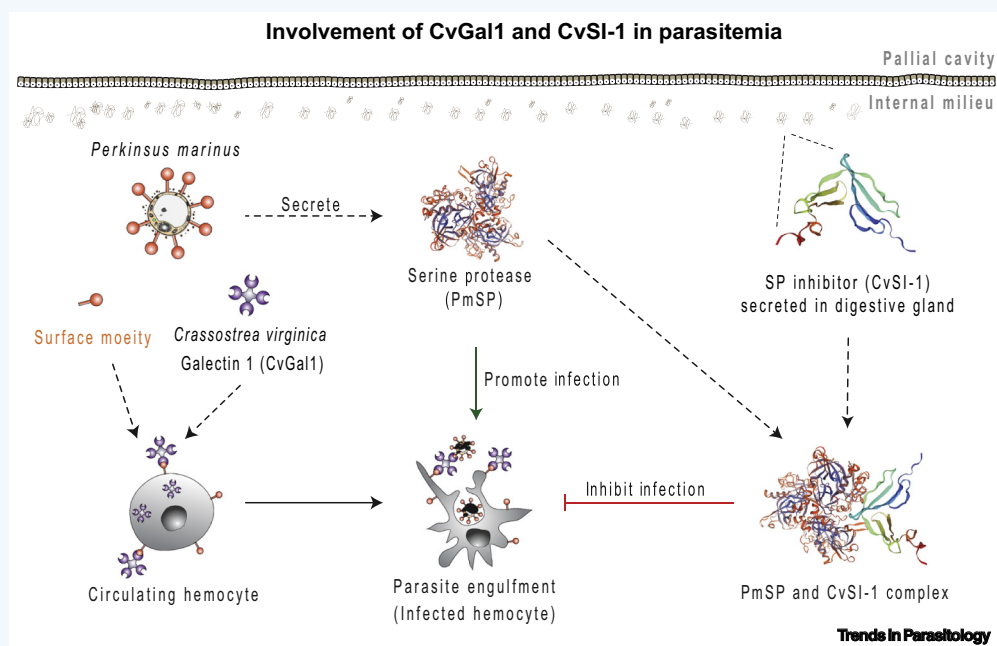 Involvement of CvGal1 and CvSI-1 in parasitemia
Pallial cavity
Internal milieu
Perkinsus marinus
Secrete
Serine protease
(PmSP)
SP inhibitor (CvSI-1)
secreted in digestive gland
Surface moeity
Crassostrea virginica
Galectin 1 (CvGal1)
Promote infection
Inhibit infection
Circulating hemocyte
Parasite engulfment
(Infected hemocyte)
PmSP and CvSI-1 complex
Trends in Parasitology